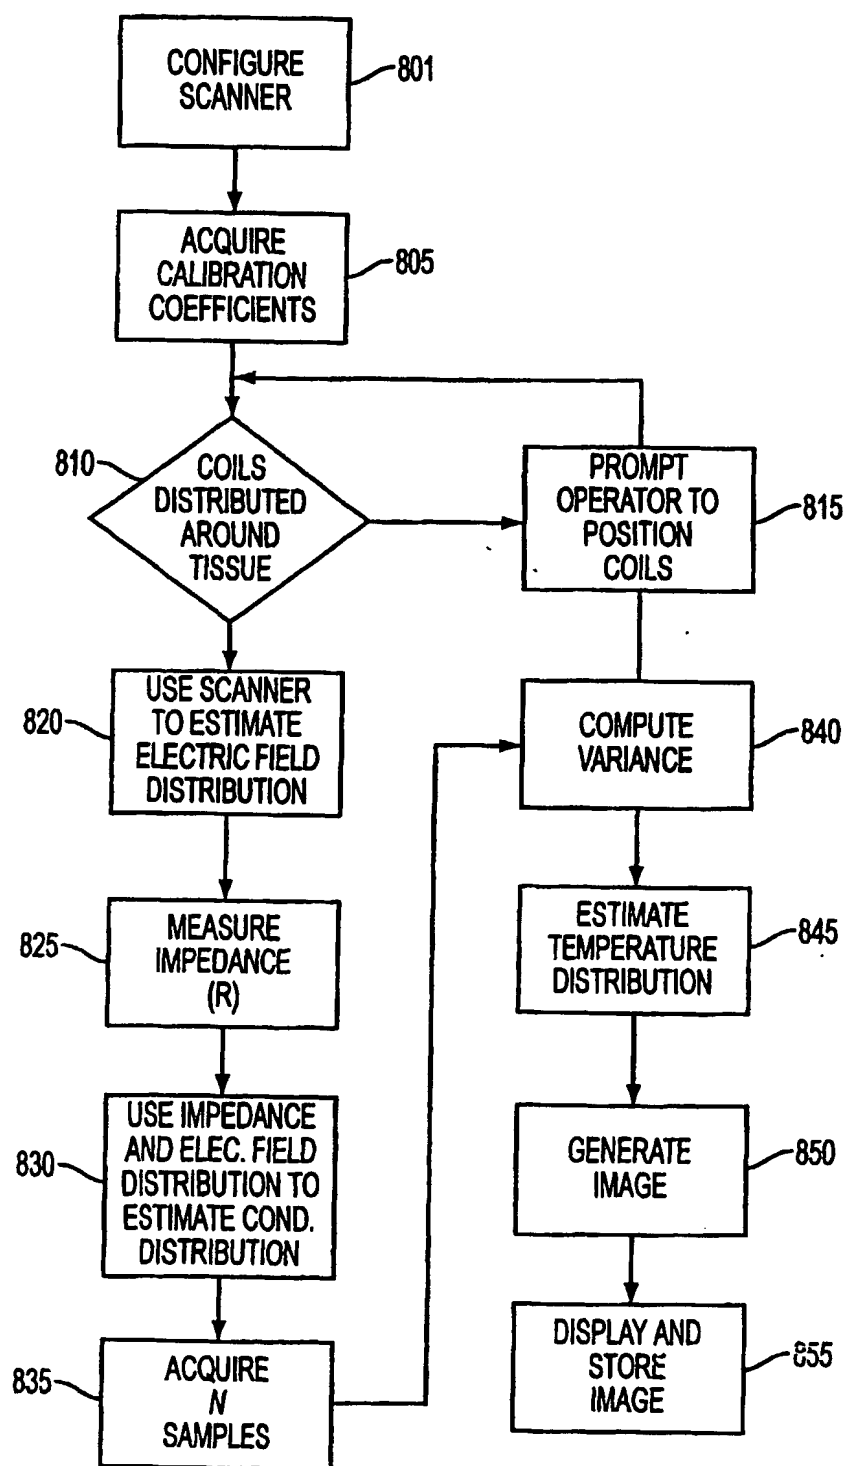 CONFIGURE
SCANNER
801
ACQUIRE
CALIBRATION
COEFFICIENTS
805
810
COILS
DISTRIBUTED
AROUND
TISSUE
PROMPT
OPERATOR TO
POSITION
COILS
815
820
USE SCANNER
TO ESTIMATE
ELECTRIC FIELD
DISTRIBUTION
COMPUTE
VARIANCE
840
825
MEASURE
IMPEDANCE
(R)
ESTIMATE
TEMPERATURE
DISTRIBUTION
845
830
USE IMPEDANCE
AND ELEC. FIELD
DISTRIBUTION TO
ESTIMATE COND.
DISTRIBUTION
GENERATE
IMAGE
850
835
ACQUIRE
N
SAMPLES
DISPLAY AND
STORE
IMAGE
855